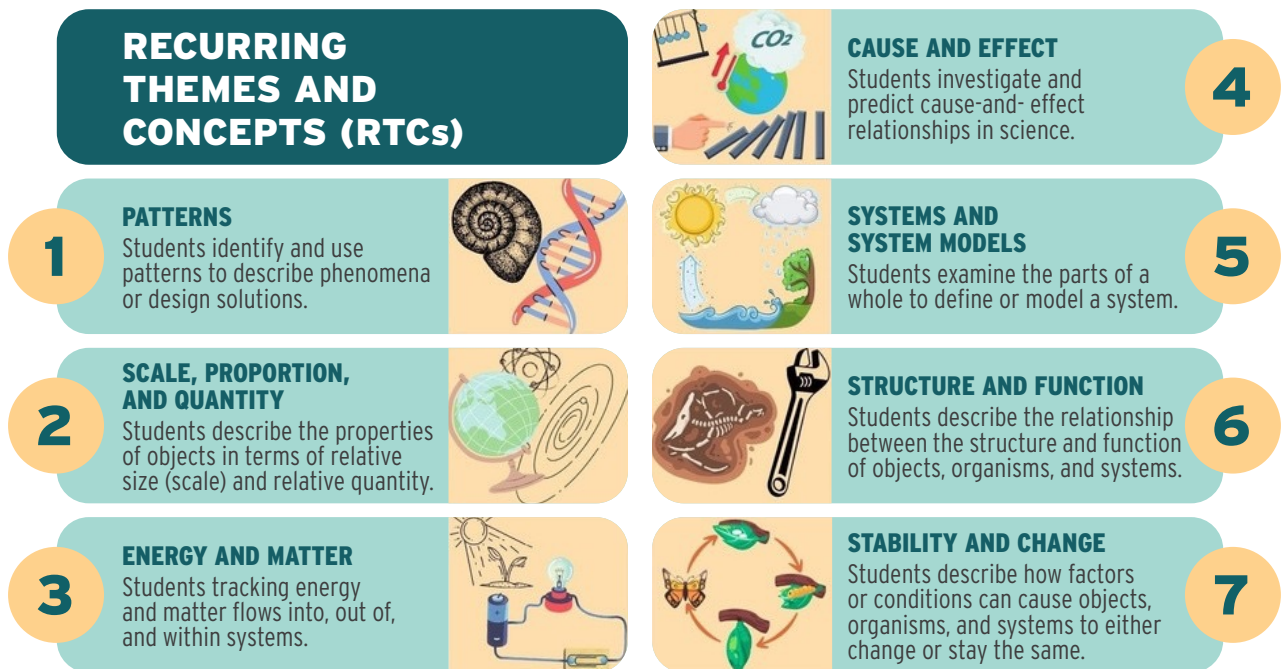 RECURRING
THEMES AND
CONCEPTS (RTCs)
1
PATTERNS
Students identify and use
patterns to describe phenomena
or design solutions.
2
SCALE, PROPORTION,
AND QUANTITY
Students describe the properties
of objects in terms of relative
size (scale) and relative quantity.
3
ENERGY AND MATTER
Students tracking energy
and matter flows into, out of,
and within systems.
CO2
CAUSE AND EFFECT
Students investigate and
predict cause-and- effect
relationships in science.
4
SYSTEMS AND
SYSTEM MODELS
Students examine the parts of a
whole to define or model a system.
5
STRUCTURE AND FUNCTION
Students describe the relationship
between the structure and function
of objects, organisms, and systems.
6
STABILITY AND CHANGE
Students describe how factors
or conditions can cause objects,
organisms, and systems to either
change or stay the same.
7